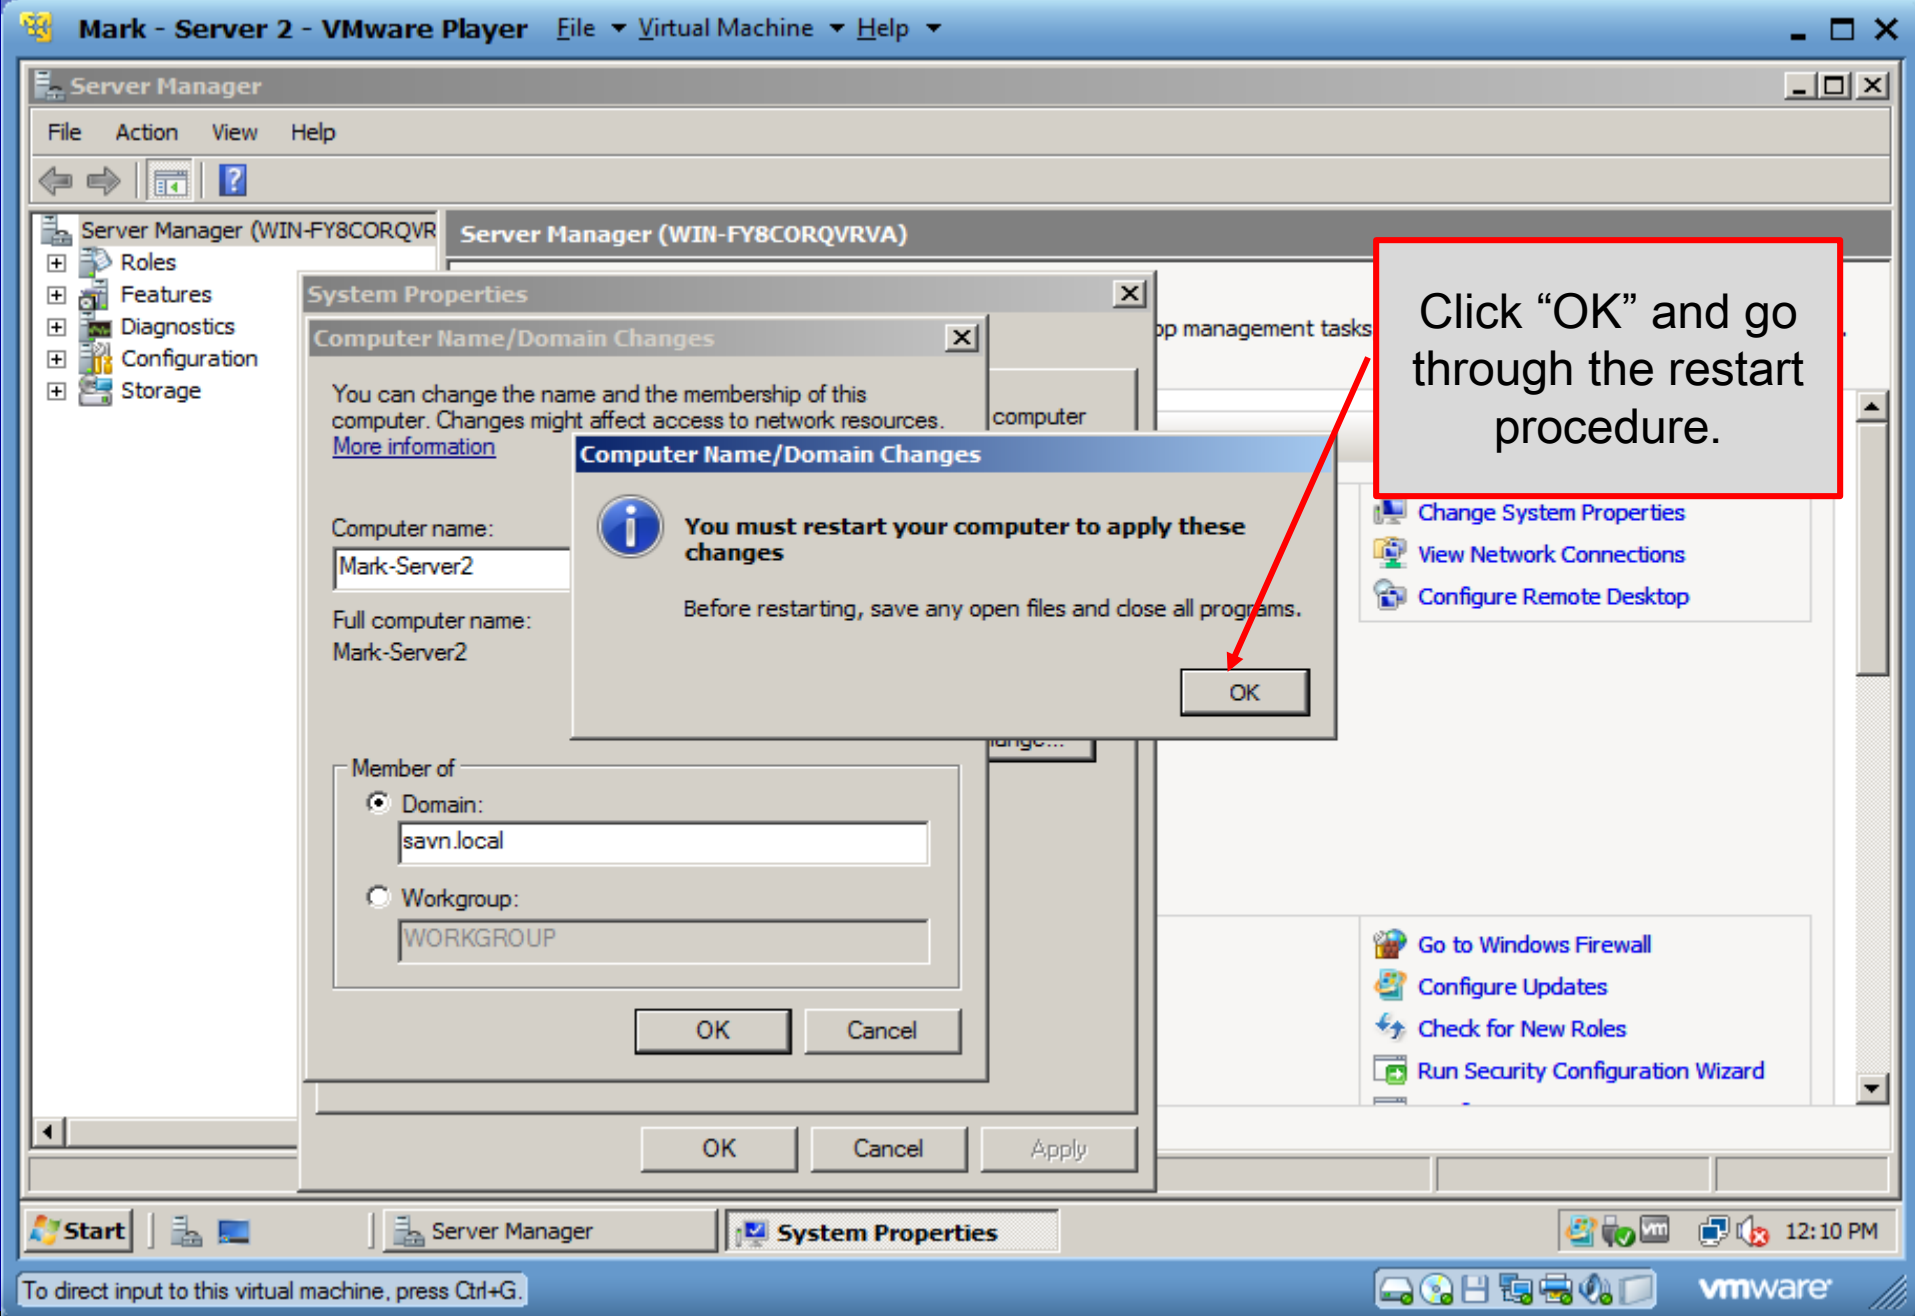 Mark - Server 2 - VMware Player File Virtual Machine Help
Server Manager
File Action View Help
Server Manager (WIN-FY8CORQVR
Server Manager (WIN-FY8CORQVRVA)
Roles
Features
Diagnostics
Configuration
Storage
System Properties
Computer Name/Domain Changes
You can change the name and the membership of this
computer. Changes might affect access to network resources.
More information
computer
op management tasks
Click “OK” and go
through the restart
procedure.
Computer Name/Domain Changes
You must restart your computer to apply these
changes
Before restarting, save any open files and close all programs.
OK
Computer name:
Mark-Server2
Full computer name:
Mark-Server2
Member of
Domain:
savn.local
Workgroup:
WORKGROUP
OK Cancel
OK Cancel Apply
Change System Properties
View Network Connections
Configure Remote Desktop
Go to Windows Firewall
Configure Updates
Check for New Roles
Run Security Configuration Wizard
Start Server Manager System Properties vm 12:10 PM
To direct input to this virtual machine, press Ctrl+G.
vmware